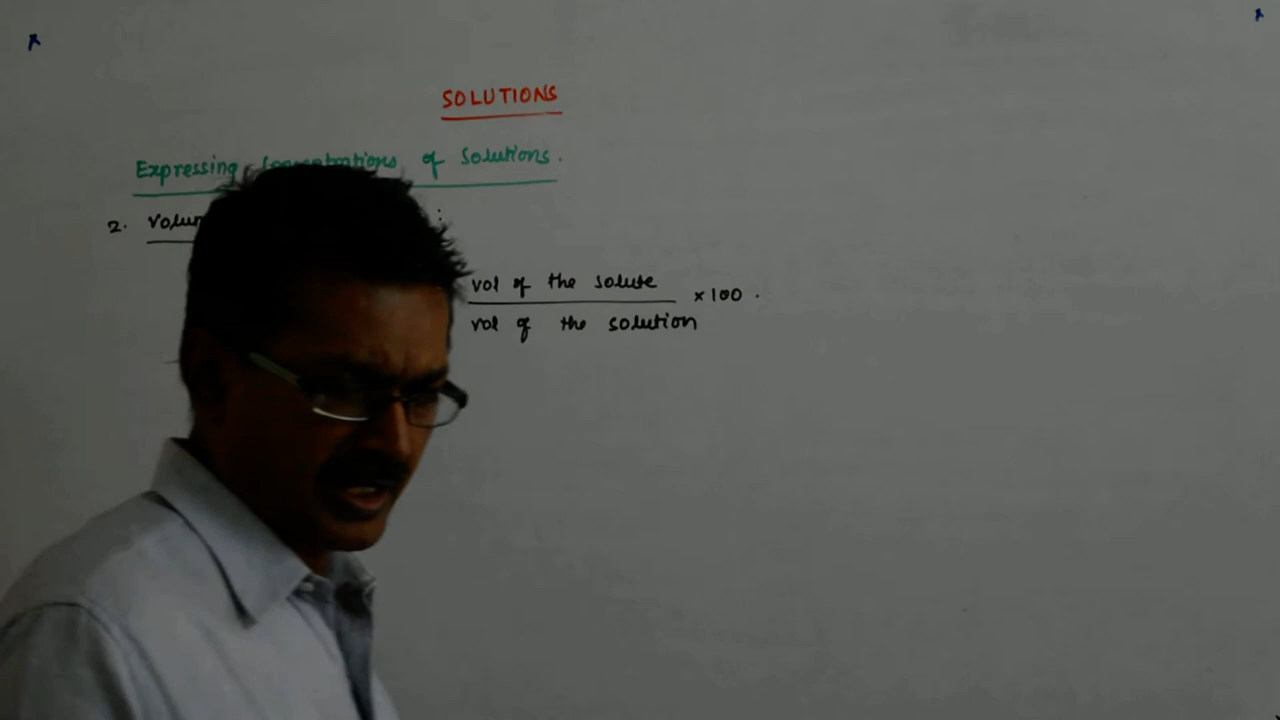 SOLUTIONS
Expressing Concentrations of Solutions.
2. :
vol of the solute
× 100 .
vol of the solution